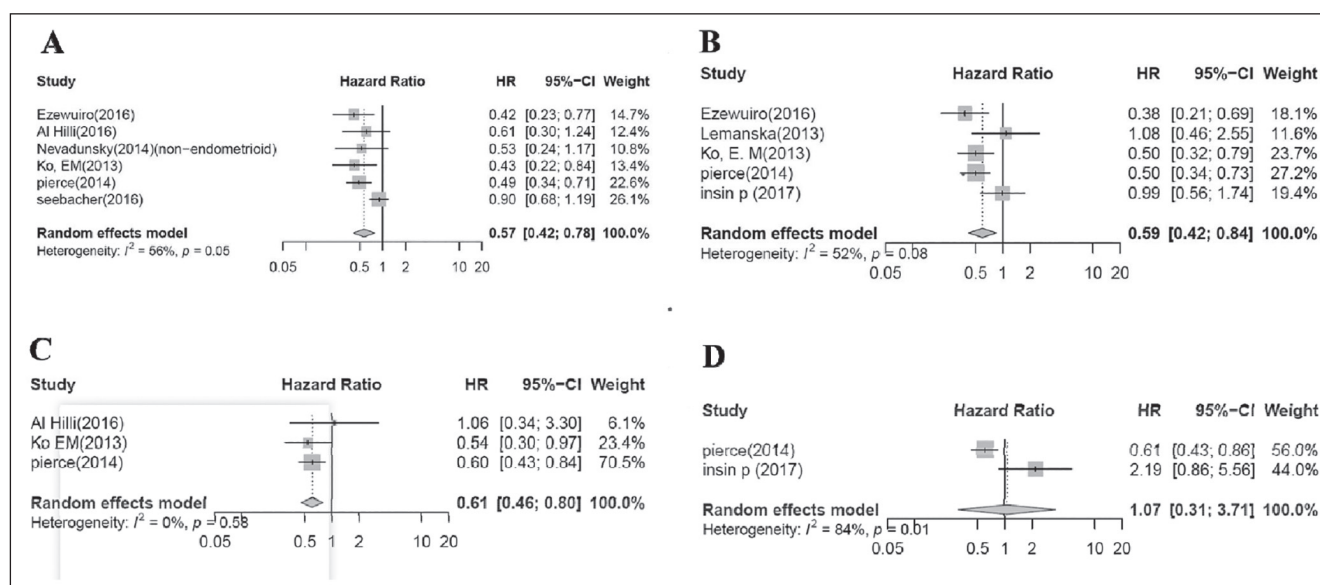 A
Study Hazard Ratio HR 95%−CI Weight
Ezewuiro(2016) 0.42 [0.23; 0.77] 14.7%
Al Hilli(2016) 0.61 [0.30; 1.24] 12.4%
Nevadunsky(2014)(non-endometrioid) 0.53 [0.24; 1.17] 10.8%
Ko, EM(2013) 0.43 [0.22; 0.84] 13.4%
pierce(2014) 0.49 [0.34; 0.71] 22.6%
seebacher(2016) 0.90 [0.68; 1.19] 26.1%
Random effects model 0.57 [0.42; 0.78] 100.0%
Heterogeneity: I² = 56%, p = 0.05
0.05 0.5 1 2 10 20
B
Study Hazard Ratio HR 95%−CI Weight
Ezewuiro(2016) 0.38 [0.21; 0.69] 18.1%
Lemanska(2013) 1.08 [0.46; 2.55] 11.6%
Ko, E. M(2013) 0.50 [0.32; 0.79] 23.7%
pierce(2014) 0.50 [0.34; 0.73] 27.2%
insin p (2017) 0.99 [0.56; 1.74] 19.4%
Random effects model 0.59 [0.42; 0.84] 100.0%
Heterogeneity: I² = 52%, p = 0.08
0.05 0.5 1 2 10 20
C
Study Hazard Ratio HR 95%−CI Weight
Al Hilli(2016) 1.06 [0.34; 3.30] 6.1%
Ko EM(2013) 0.54 [0.30; 0.97] 23.4%
pierce(2014) 0.60 [0.43; 0.84] 70.5%
Random effects model 0.61 [0.46; 0.80] 100.0%
Heterogeneity: I² = 0%, p = 0.58
0.05 0.5 1 2 10 20
D
Study Hazard Ratio HR 95%−CI Weight
pierce(2014) 0.61 [0.43; 0.86] 56.0%
insin p (2017) 2.19 [0.86; 5.56] 44.0%
Random effects model 1.07 [0.31; 3.71] 100.0%
Heterogeneity: I² = 84%, p = 0.01
0.05 0.5 1 2 10 20